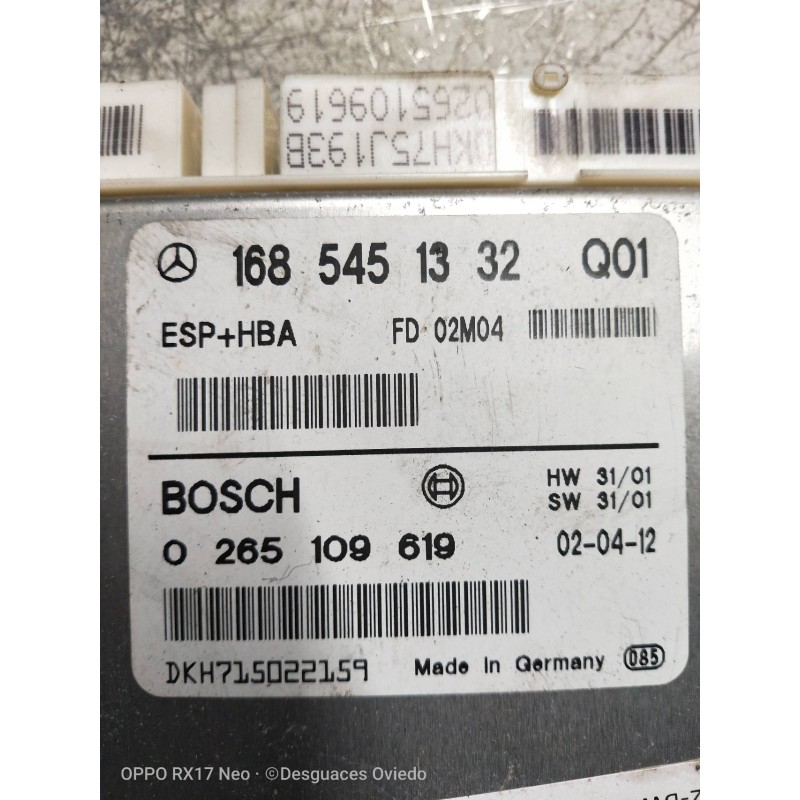 0265109619
DKH75J193B
168 545 13 32 Q01
ESP+HBA FD 02M04
BOSCH
HW 31/01
SW 31/01
0 265 109 619 02-04-12
DKH715022159 Made In Germany 085
OPPO RX17 Neo · ©Desguaces Oviedo